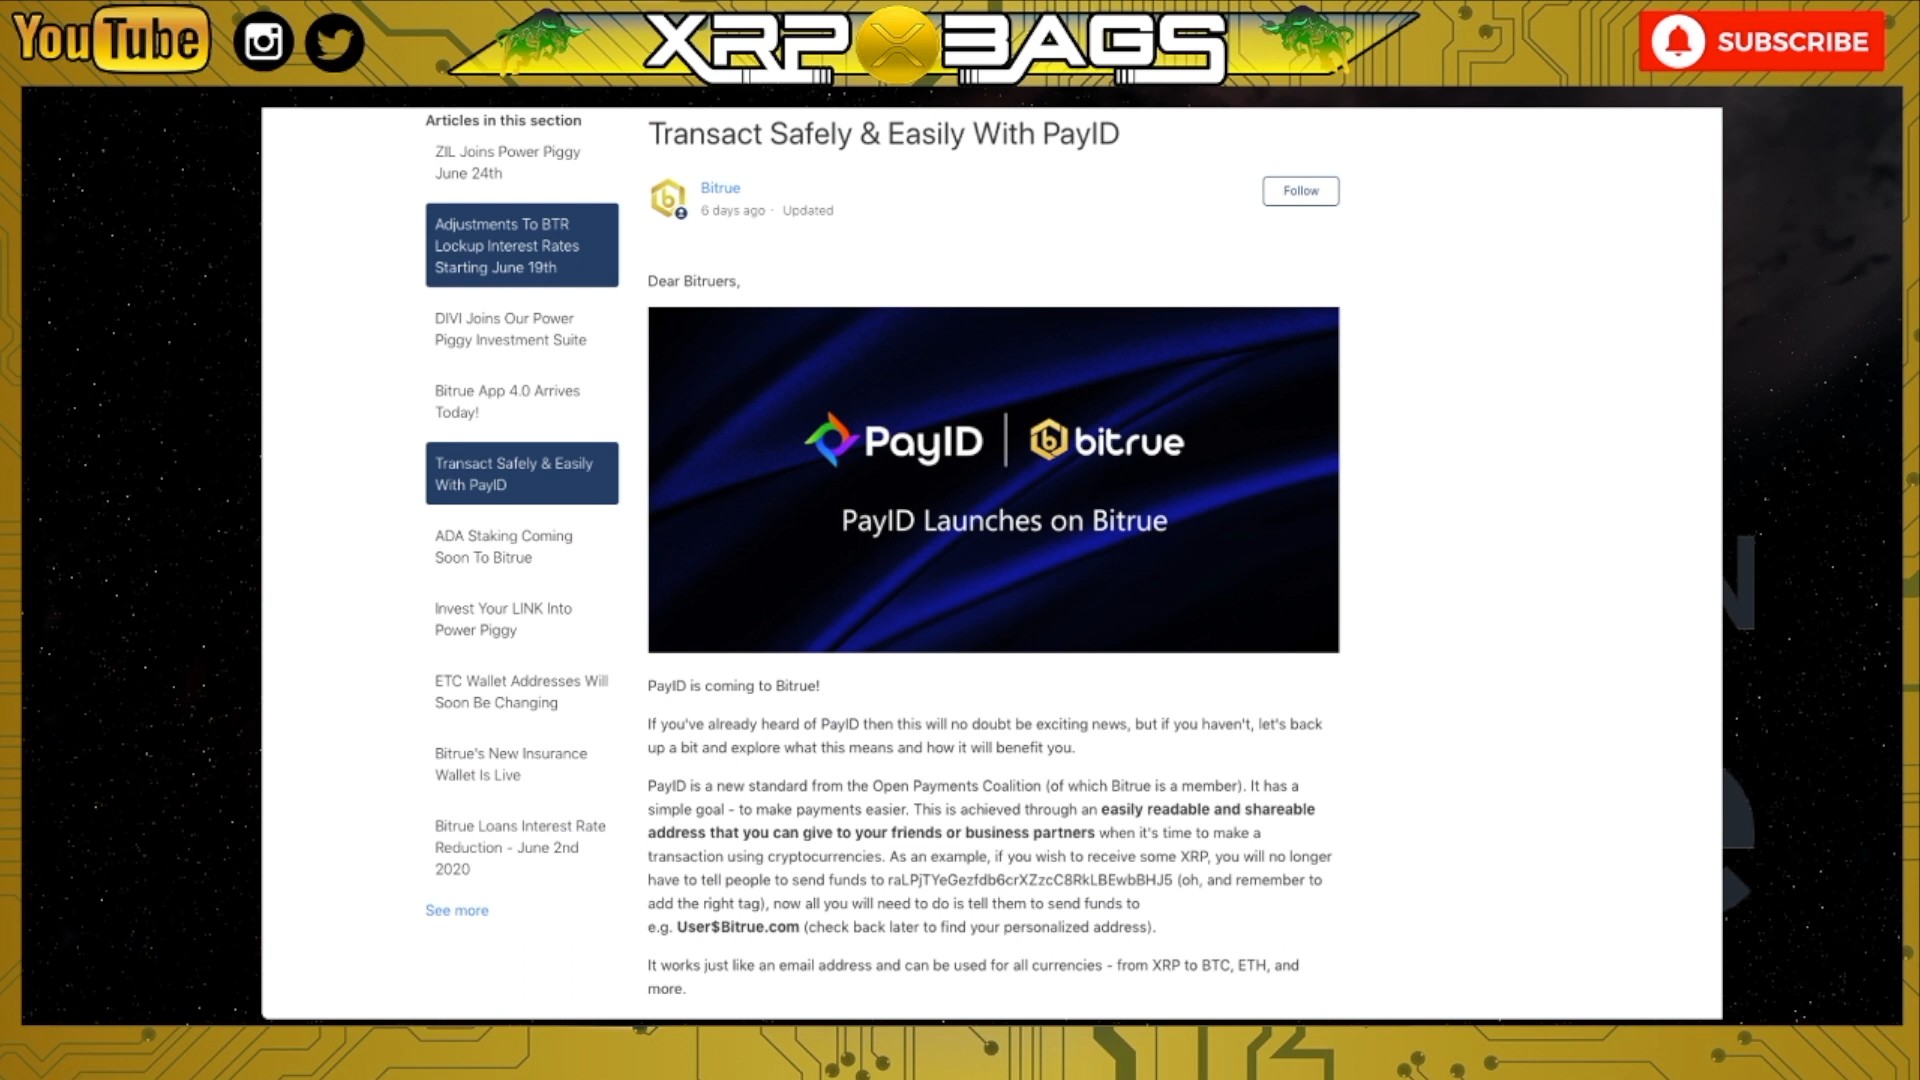 YouTube
XRP BAGS
SUBSCRIBE
Articles in this section
ZIL Joins Power Piggy
June 24th
Adjustments To BTR
Lockup Interest Rates
Starting June 19th
DIVI Joins Our Power
Piggy Investment Suite
Bitrue App 4.0 Arrives
Today!
Transact Safely & Easily
With PayID
ADA Staking Coming
Soon To Bitrue
Invest Your LINK Into
Power Piggy
ETC Wallet Addresses Will
Soon Be Changing
Bitrue's New Insurance
Wallet Is Live
Bitrue Loans Interest Rate
Reduction - June 2nd
2020
See more
Transact Safely & Easily With PayID
Bitrue
6 days ago · Updated
Follow
Dear Bitruers,
PayID | bitrue
PayID Launches on Bitrue
PayID is coming to Bitrue!
If you've already heard of PayID then this will no doubt be exciting news, but if you haven't, let's back
up a bit and explore what this means and how it will benefit you.
PayID is a new standard from the Open Payments Coalition (of which Bitrue is a member). It has a
simple goal - to make payments easier. This is achieved through an easily readable and shareable
address that you can give to your friends or business partners when it's time to make a
transaction using cryptocurrencies. As an example, if you wish to receive some XRP, you will no longer
have to tell people to send funds to raLPjTYeGezfdb6crXZzcC8RkLBEwbBHJ5 (oh, and remember to
add the right tag), now all you will need to do is tell them to send funds to
e.g. User$Bitrue.com (check back later to find your personalized address).
It works just like an email address and can be used for all currencies - from XRP to BTC, ETH, and
more.